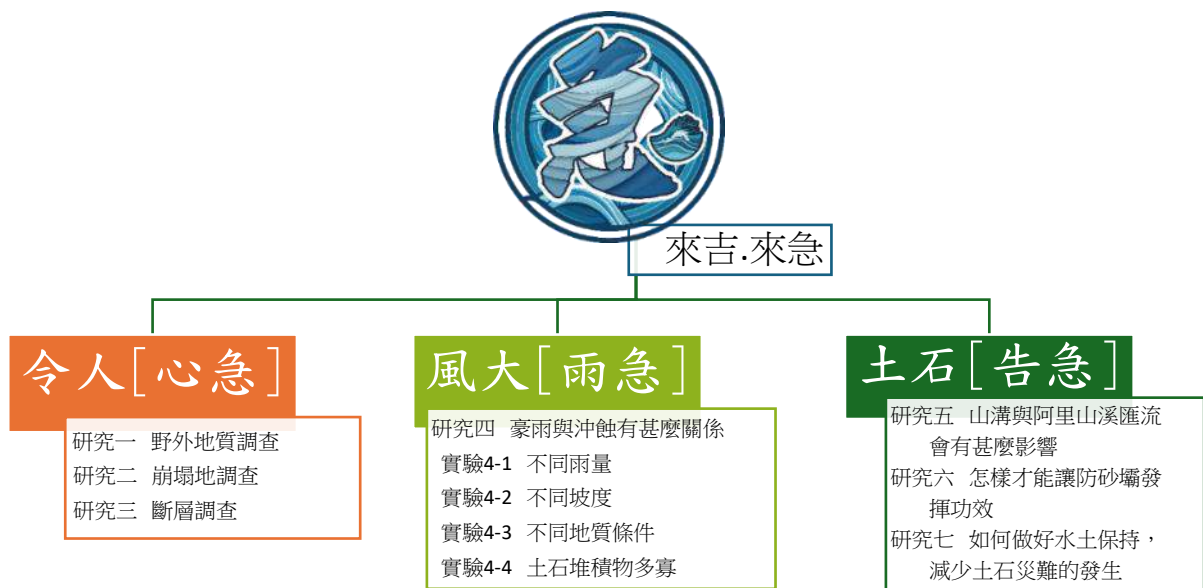 急
來吉.來急
令人[心急]
研究一 野外地質調查
研究二 崩塌地調查
研究三 斷層調查
風大[雨急]
研究四 豪雨與沖蝕有甚麼關係
實驗4-1 不同雨量
實驗4-2 不同坡度
實驗4-3 不同地質條件
實驗4-4 土石堆積物多寡
土石[告急]
研究五 山溝與阿里山溪匯流
會有甚麼影響
研究六 怎樣才能讓防砂壩發
揮功效
研究七 如何做好水土保持，
減少土石災難的發生